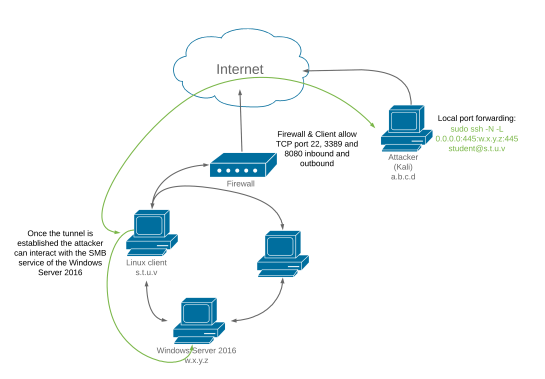 Internet
Local port forwarding:
sudo ssh -N -L
0.0.0.0:445:w.x.y.z:445
student@s.t.u.v
Firewall & Client allow
TCP port 22, 3389 and
8080 inbound and
outbound
Attacker
(Kali)
a.b.c.d
Firewall
Once the tunnel is
established the attacker
can interact with the SMB
service of the Windows
Server 2016
Linux client
s.t.u.v
Windows Server 2016
w.x.y.z